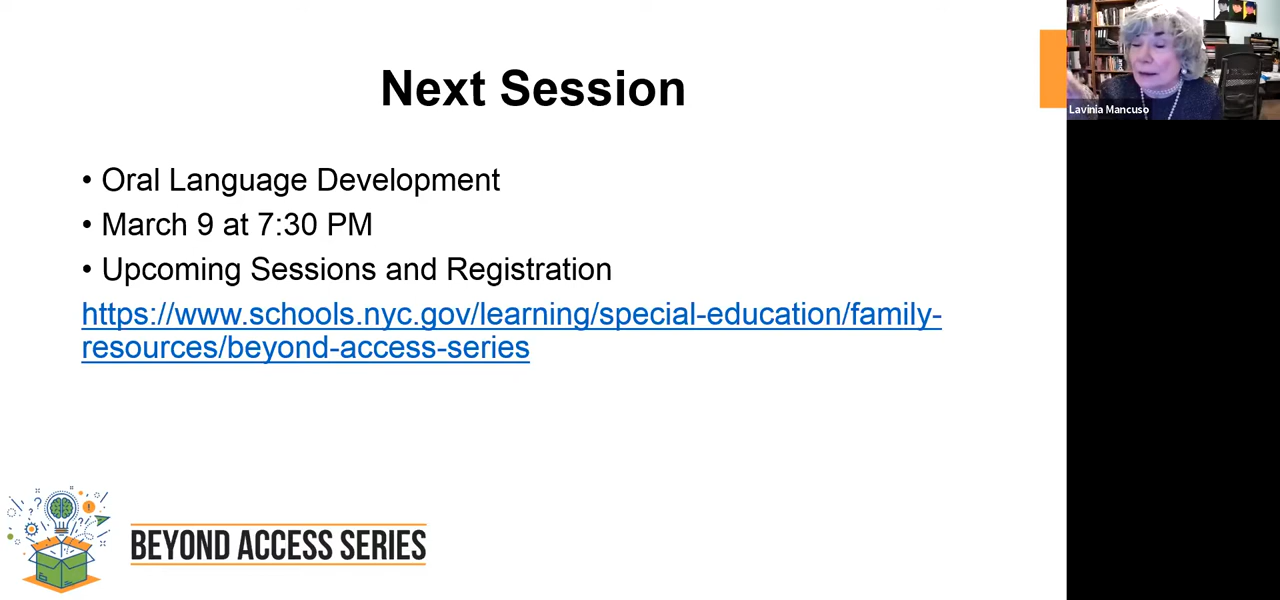 Next Session
• Oral Language Development
• March 9 at 7:30 PM
• Upcoming Sessions and Registration
https://www.schools.nyc.gov/learning/special-education/family-
resources/beyond-access-series
BEYOND ACCESS SERIES
Lavinia Mancuso